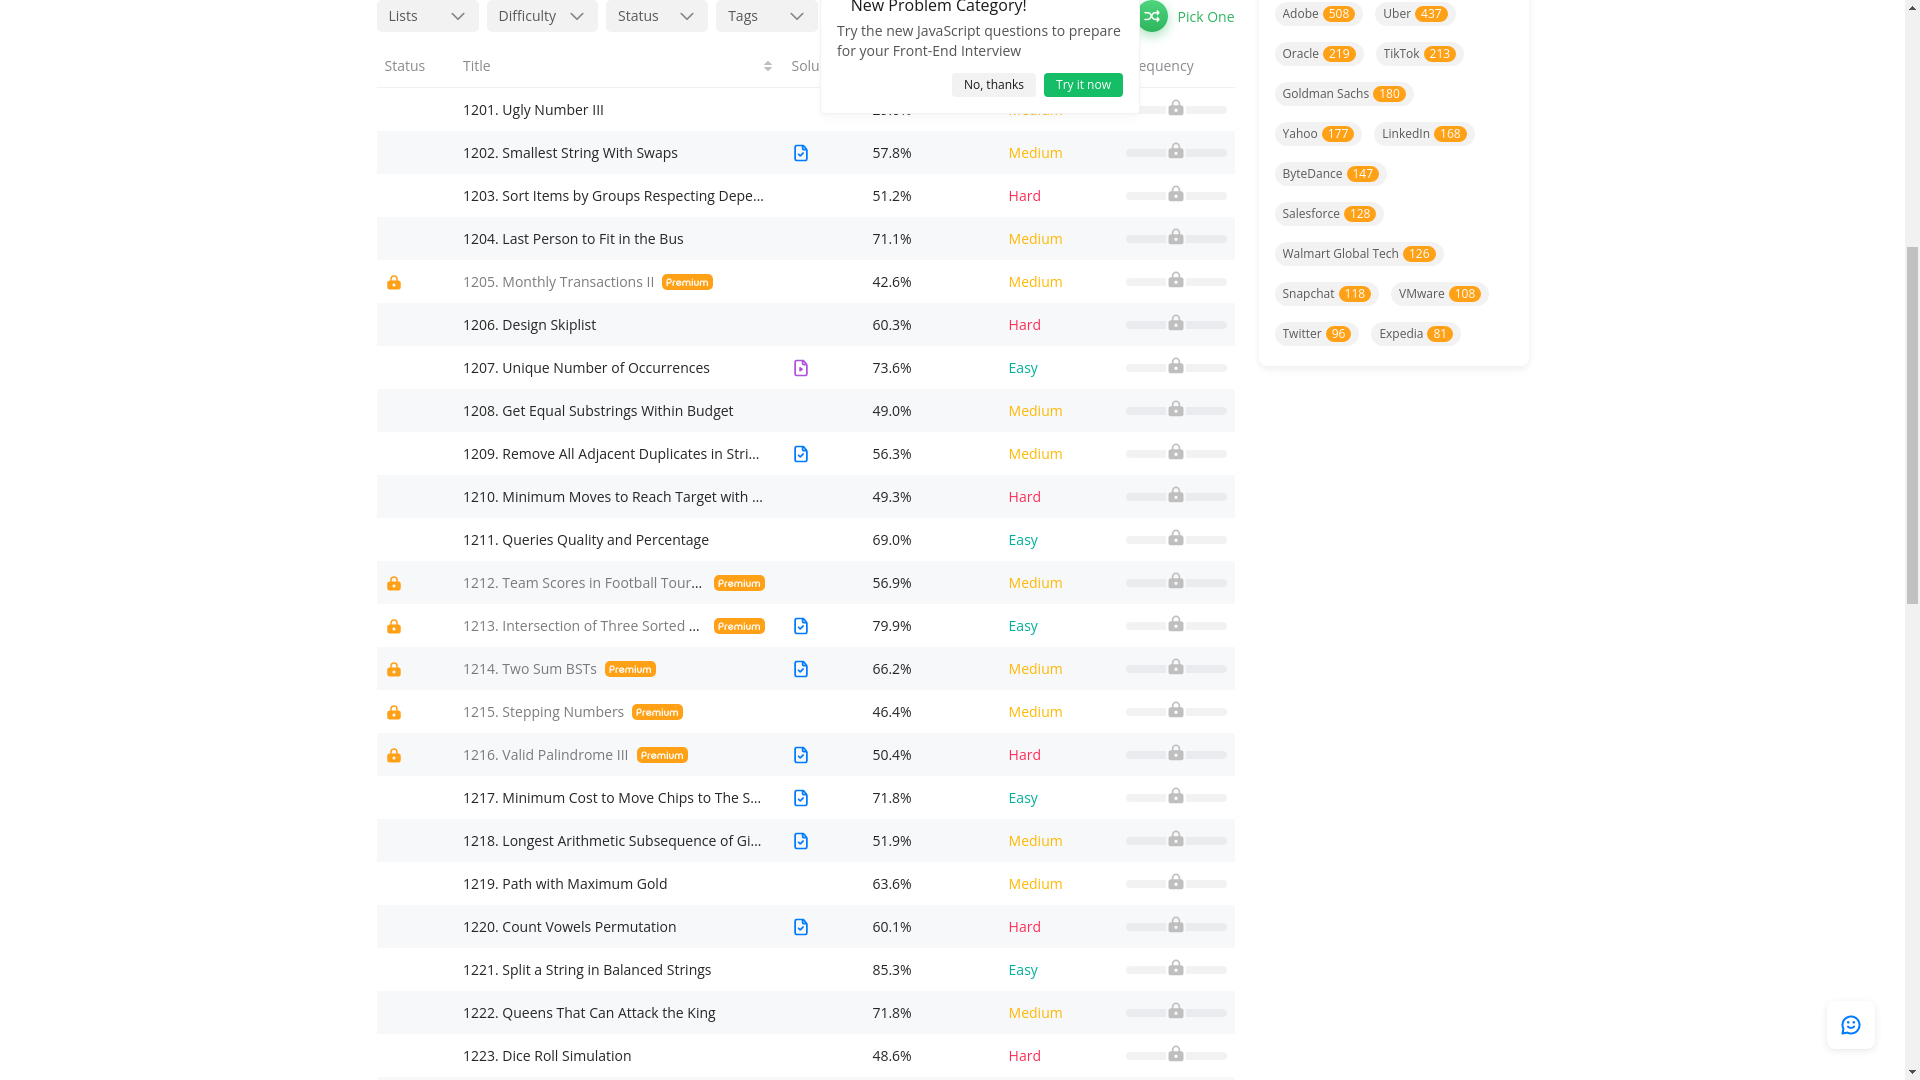 Lists Difficulty Status Tags
New Problem Category!
Try the new JavaScript questions to prepare
for your Front-End Interview
No, thanks Try it now
Pick One
Status Title
1201. Ugly Number III
1202. Smallest String With Swaps 57.8% Medium
1203. Sort Items by Groups Respecting Depe... 51.2% Hard
1204. Last Person to Fit in the Bus 71.1% Medium
1205. Monthly Transactions II Premium 42.6% Medium
1206. Design Skiplist 60.3% Hard
1207. Unique Number of Occurrences 73.6% Easy
1208. Get Equal Substrings Within Budget 49.0% Medium
1209. Remove All Adjacent Duplicates in Stri... 56.3% Medium
1210. Minimum Moves to Reach Target with ... 49.3% Hard
1211. Queries Quality and Percentage 69.0% Easy
1212. Team Scores in Football Tour... Premium 56.9% Medium
1213. Intersection of Three Sorted ... Premium 79.9% Easy
1214. Two Sum BSTs Premium 66.2% Medium
1215. Stepping Numbers Premium 46.4% Medium
1216. Valid Palindrome III Premium 50.4% Hard
1217. Minimum Cost to Move Chips to The S... 71.8% Easy
1218. Longest Arithmetic Subsequence of Gi... 51.9% Medium
1219. Path with Maximum Gold 63.6% Medium
1220. Count Vowels Permutation 60.1% Hard
1221. Split a String in Balanced Strings 85.3% Easy
1222. Queens That Can Attack the King 71.8% Medium
1223. Dice Roll Simulation 48.6% Hard
Adobe 508 Uber 437
Oracle 219 TikTok 213
Goldman Sachs 180
Yahoo 177 LinkedIn 168
ByteDance 147
Salesforce 128
Walmart Global Tech 126
Snapchat 118 VMware 108
Twitter 96 Expedia 81